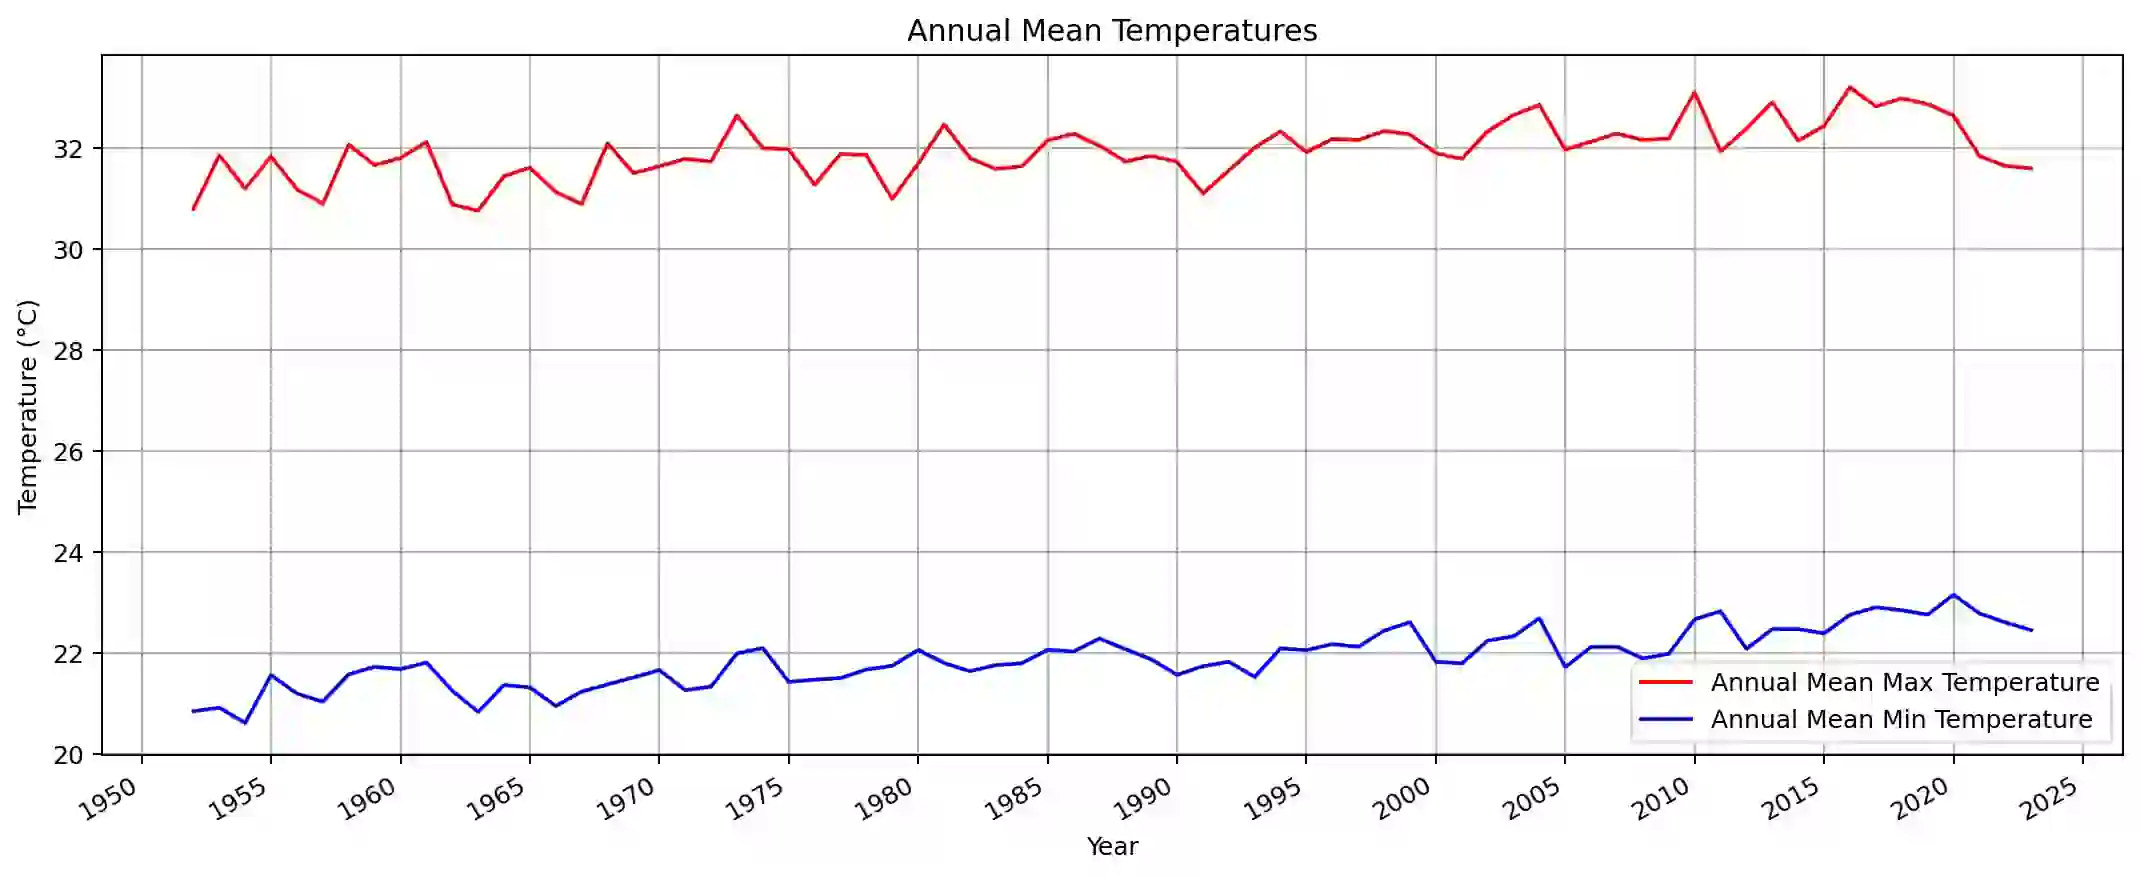 Annual Mean Temperatures
Temperature (°C)
32
30
28
26
24
22
20
Annual Mean Max Temperature
Annual Mean Min Temperature
1950 1955 1960 1965 1970 1975 1980 1985 1990 1995 2000 2005 2010 2015 2020 2025
Year